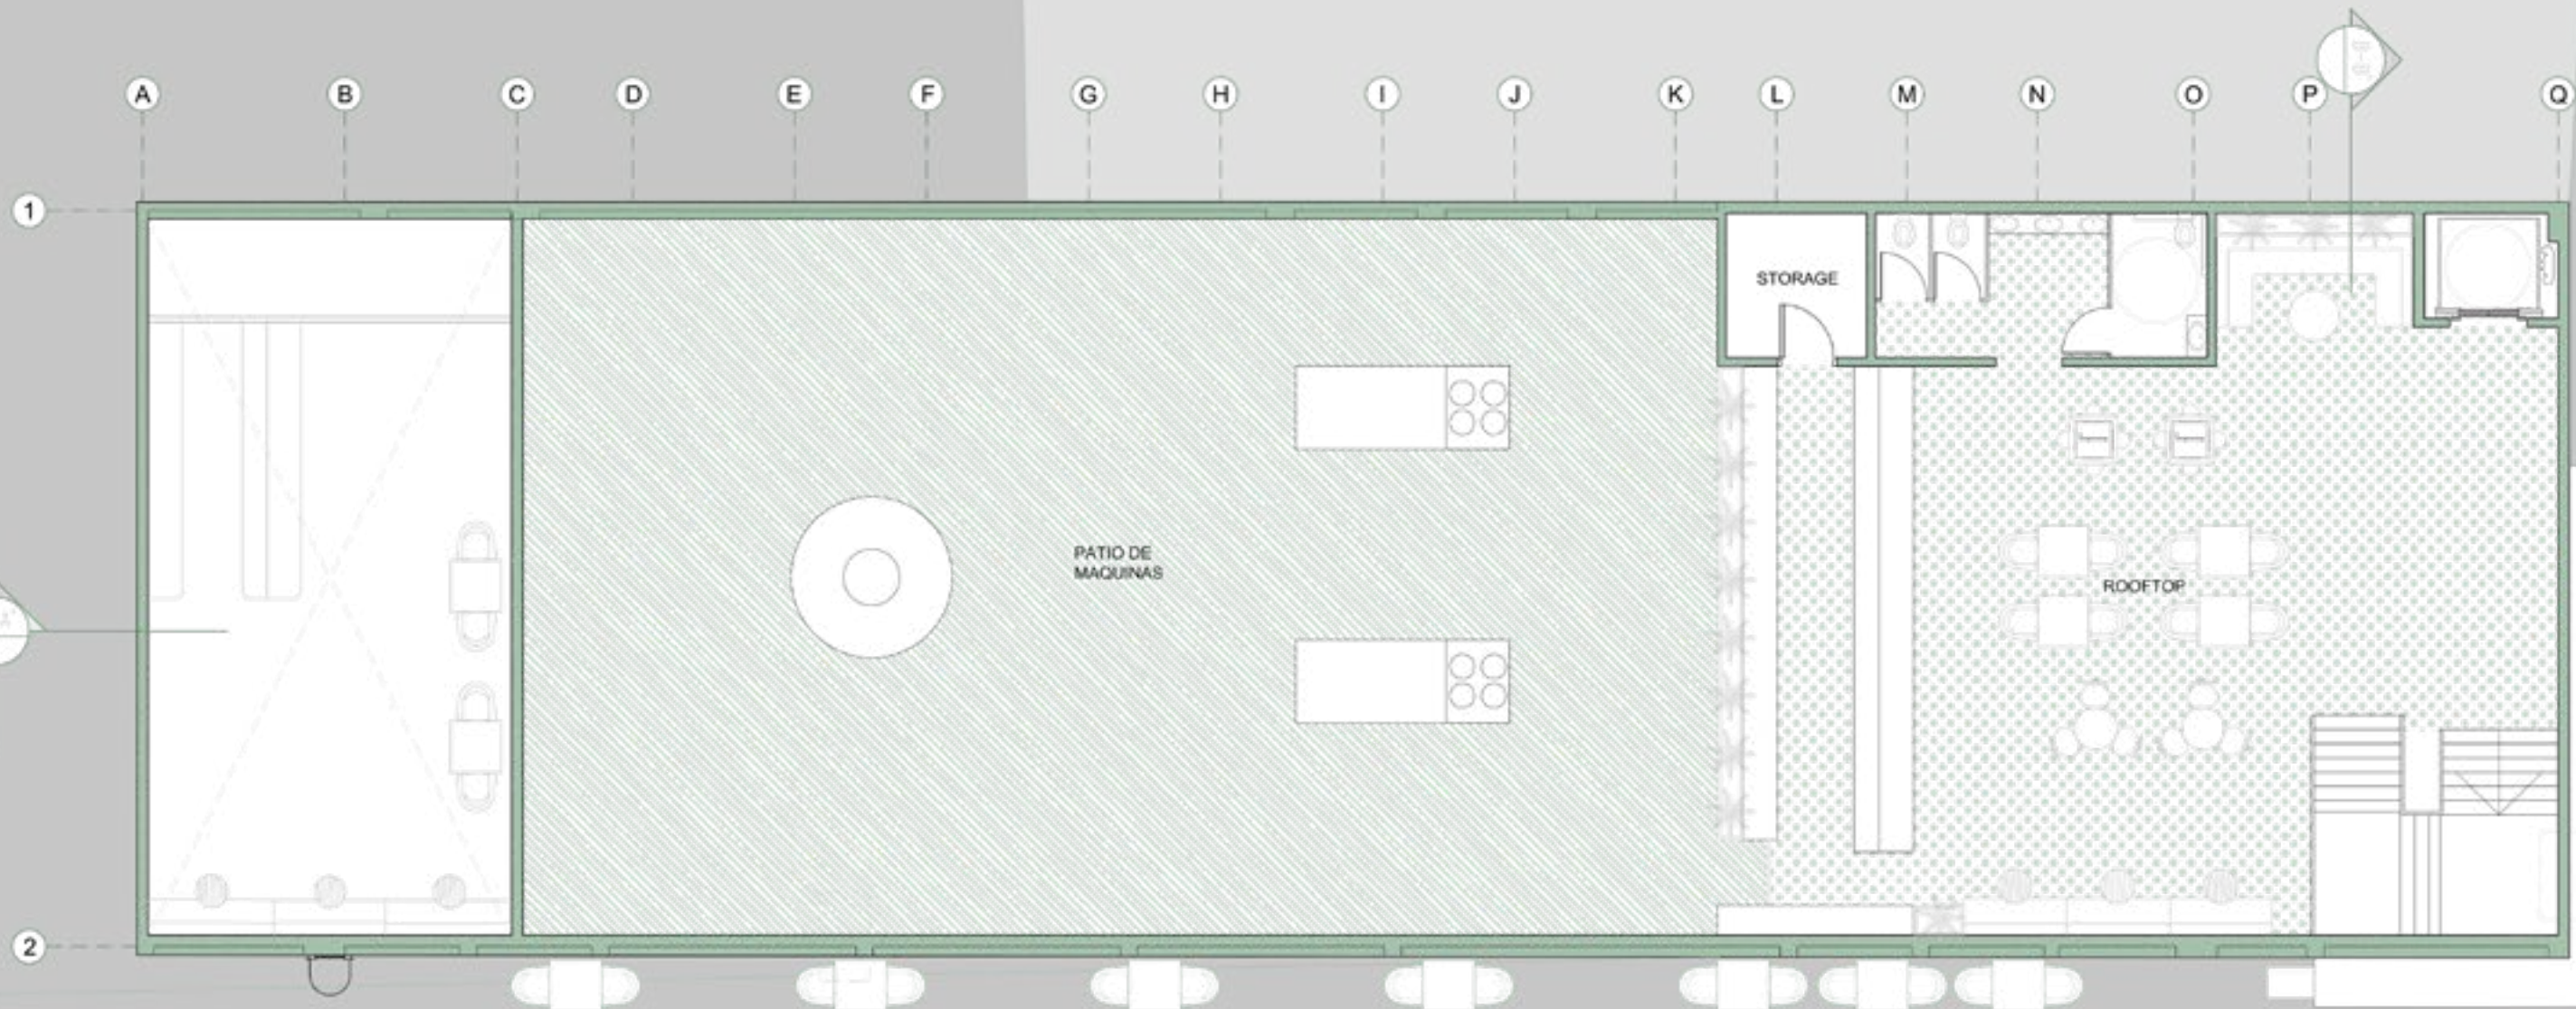 A B C D E F G H I J K L M N O P Q
1
STORAGE
PATIO DE
MAQUINAS
ROOFTOP
2